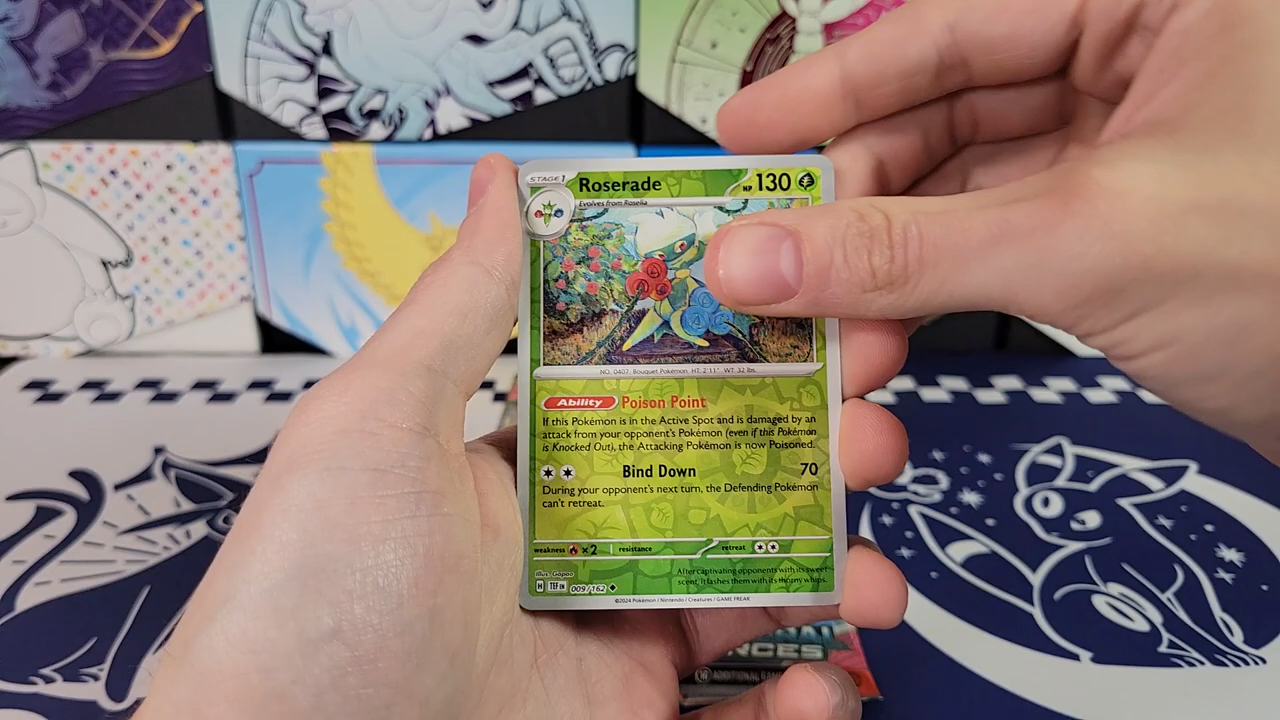 STAGE 1
Roserade
HP 130
Evolves from Roselia
NO. 0407 Bouquet Pokémon HT: 2'11" WT: 32 lbs.
Ability Poison Point
If this Pokémon is in the Active Spot and is damaged by an
attack from your opponent's Pokémon (even if this Pokémon
is Knocked Out), the Attacking Pokémon is now Poisoned.
Bind Down 70
During your opponent's next turn, the Defending Pokémon
can't retreat.
weakness ×2 resistance retreat
Illus. Gapao
After captivating opponents with its sweet
scent, it lashes them with its thorny whips.
H TEF EN 009/162
©2024 Pokémon / Nintendo / Creatures / GAME FREAK
NCES
ADDITIONAL GA